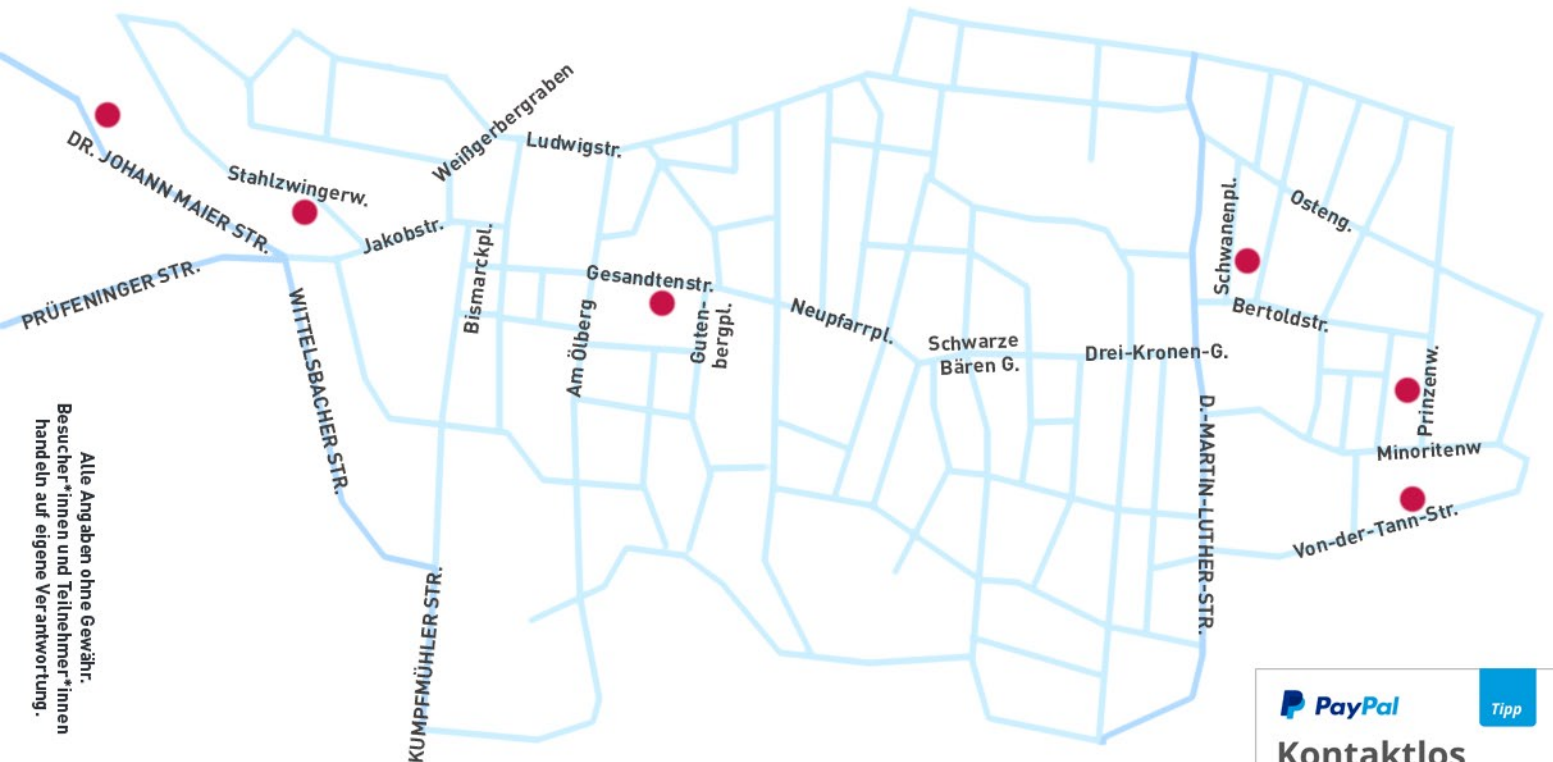 Weißgerbergraben
Ludwigstr.
DR. JOHANN MAIER STR.
Stahlzwingerw.
Jakobstr.
Schwanenpl.
Osteng.
PRÜFENINGER STR.
Bismarckpl.
Gesandtenstr.
WITTELSBACHER STR.
Am Ölberg
Guten-
bergpl.
Neupfarrpl.
Schwarze
Bären G.
Drei-Kronen-G.
Bertoldstr.
Prinzenw.
D.-MARTIN-LUTHER-STR.
Minoritenw
Von-der-Tann-Str.
KUMPFMÜHLER STR.
Alle Angaben ohne Gewähr.
Besucher*innen und Teilnehmer*innen
handeln auf eigene Verantwortung.
PayPal
Tipp
Kontaktlos